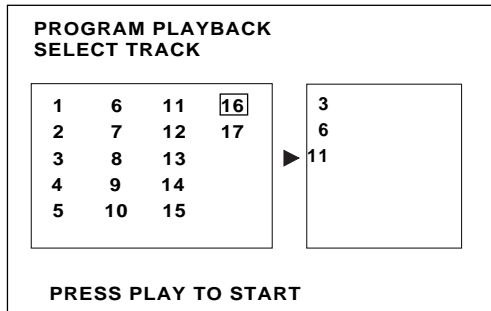 PROGRAM PLAYBACK
SELECT TRACK
1 6 11 16 3
2 7 12 17 6
3 8 13 11
4 9 14
5 10 15
PRESS PLAY TO START